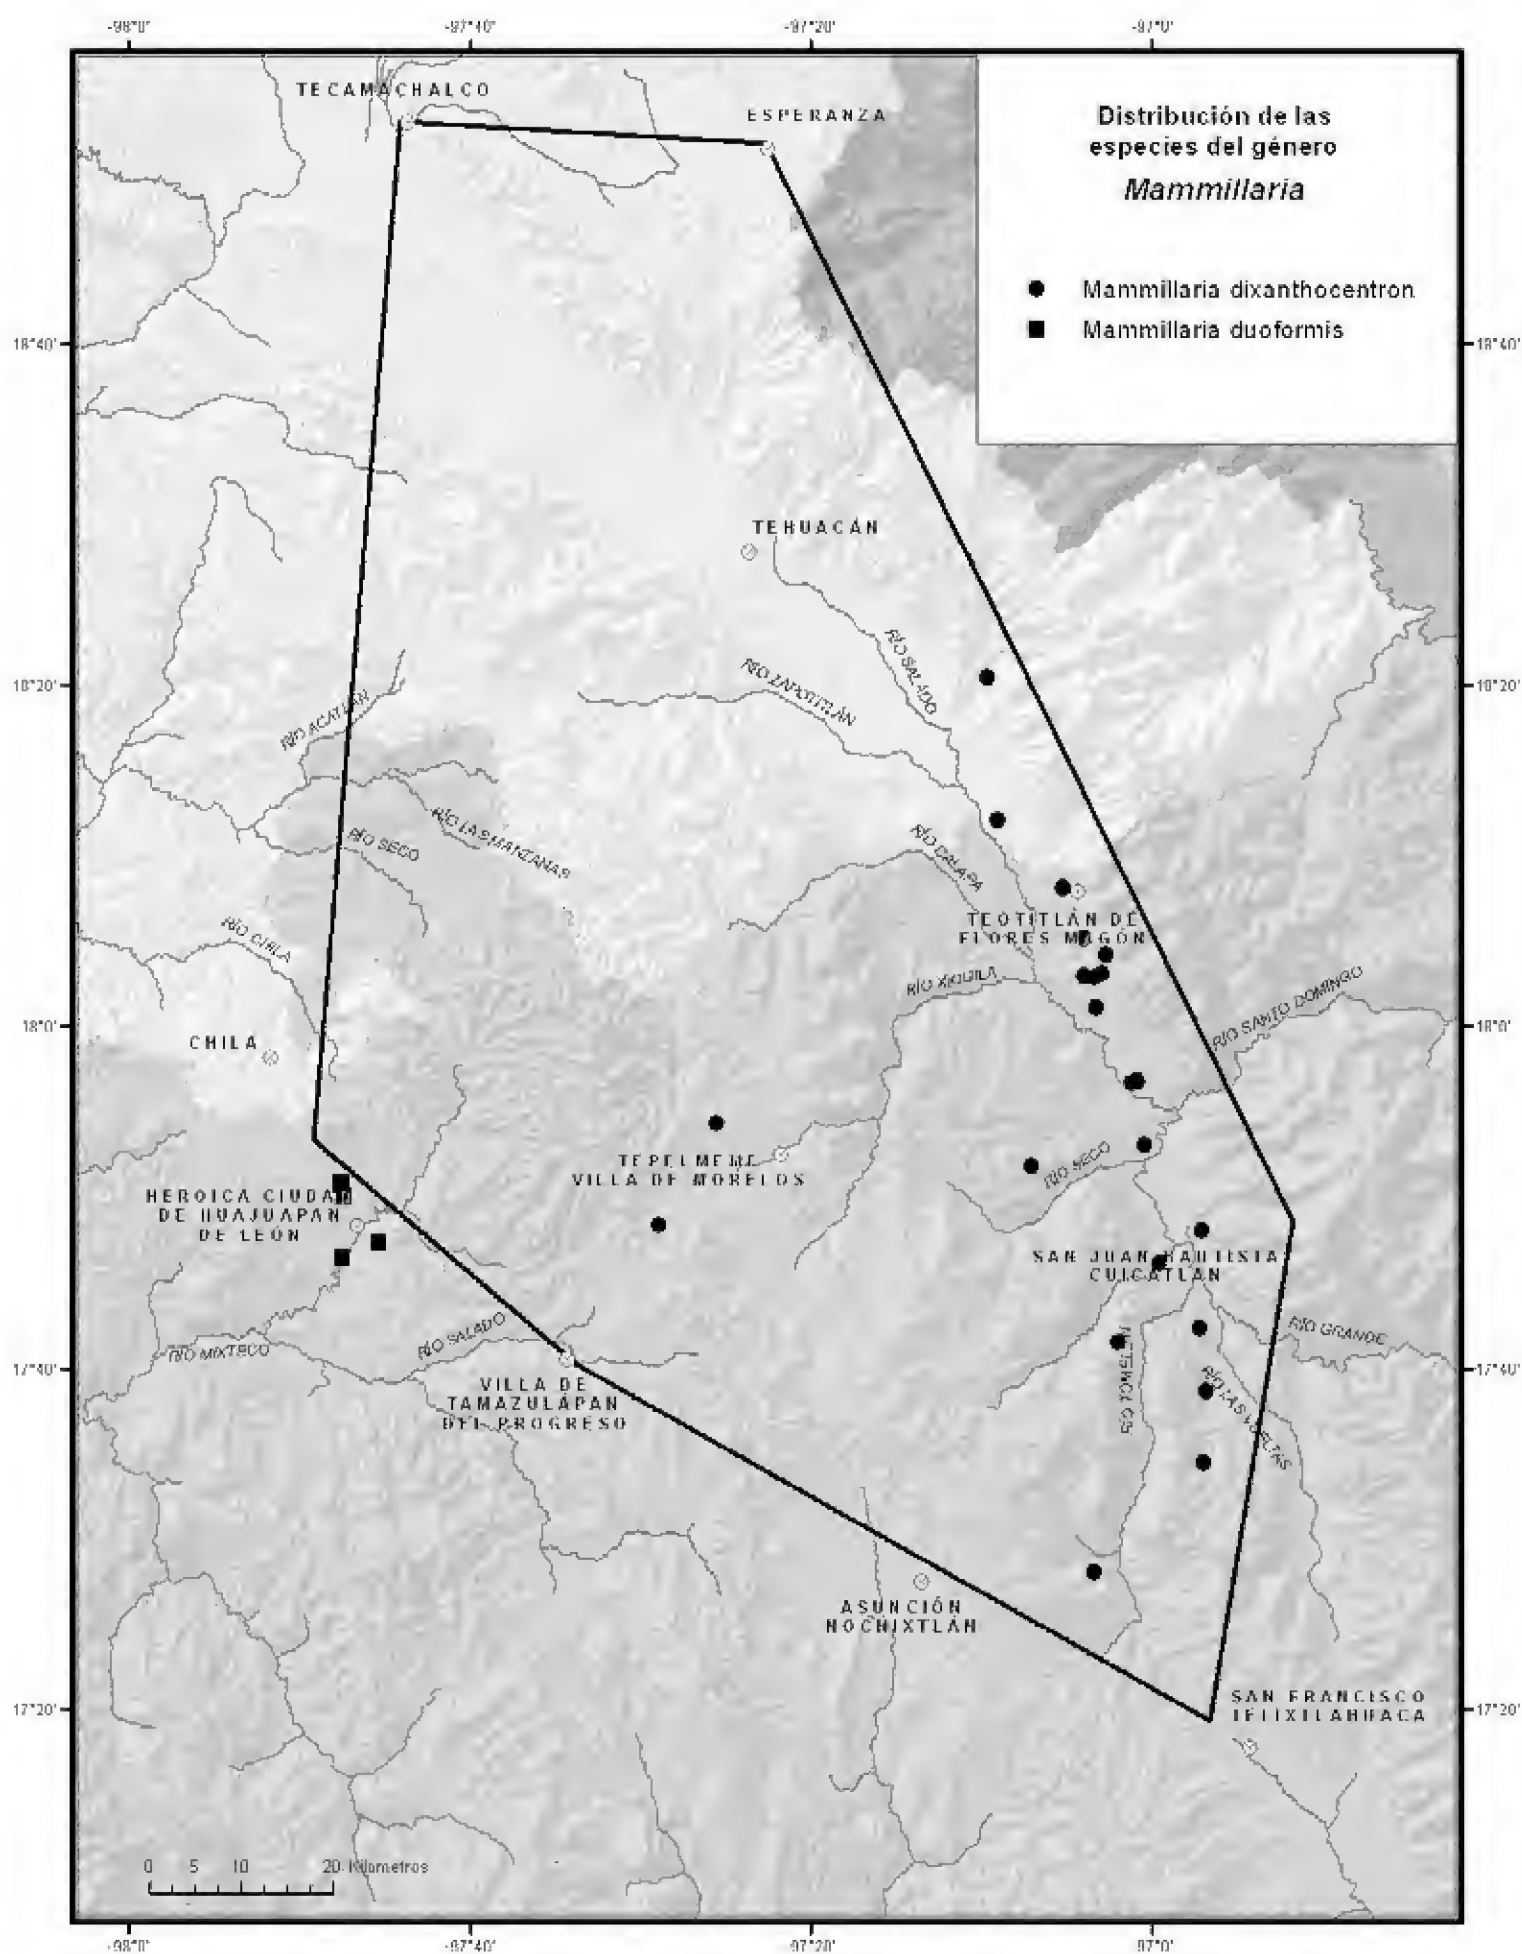 -98°0' -97°40' -97°20' -97°0'
TECAMACHALCO
ESPERANZA
Distribución de las
especies del género
Mammillaria
Mammillaria dixanthocentron
Mammillaria duoformis
18°40' 18°40'
TEHUACÁN
RÍO SALADO
RÍO ZAPOTITLÁN
18°20' 18°20'
RÍO ACATLÁN
RÍO LAS MANZANAS
RÍO SECO
RÍO CALAPA
TEOTITLÁN DE
FLORES MAGÓN
RÍO CHILA
RÍO XIQUILA
RÍO SANTO DOMINGO
18°0' 18°0'
CHILA
TEPELMEME
VILLA DE MORELOS
RÍO SECO
HEROICA CIUDAD
DE HUAJUAPAN
DE LEÓN
SAN JUAN BAUTISTA
CUICATLÁN
RÍO MIXTECO
RÍO SALADO
RÍO GRANDE
17°40' 17°40'
VILLA DE
TAMAZULÁPAN
DEL PROGRESO
RÍO LAS VUELTAS
ASUNCIÓN
NOCHIXTLÁN
17°20' 17°20'
SAN FRANCISCO
TELIXTLAHUACA
0 5 10 20 Kilometros
-98°0' -97°40' -97°20' -97°0'